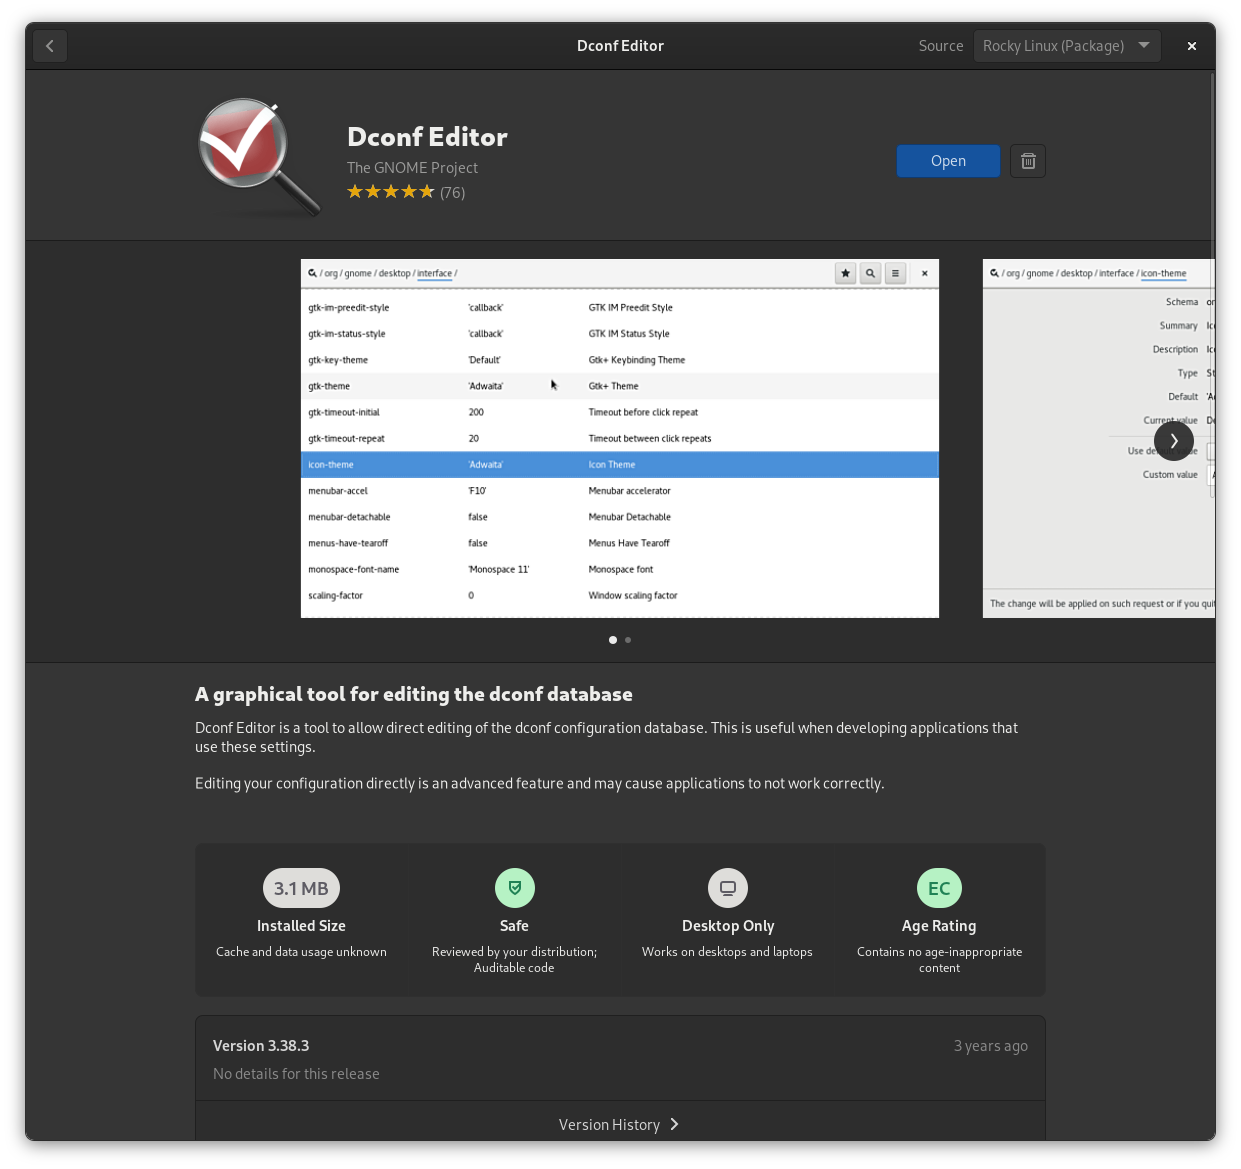 Dconf Editor
Source
Rocky Linux (Package)
Dconf Editor
The GNOME Project
(76)
Open
/ org / gnome / desktop / interface /
gtk-im-preedit-style 'callback' GTK IM Preedit Style
gtk-im-status-style 'callback' GTK IM Status Style
gtk-key-theme 'Default' Gtk+ Keybinding Theme
gtk-theme 'Adwaita' Gtk+ Theme
gtk-timeout-initial 200 Timeout before click repeat
gtk-timeout-repeat 20 Timeout between click repeats
icon-theme 'Adwaita' Icon Theme
menubar-accel 'F10' Menubar accelerator
menubar-detachable false Menubar Detachable
menus-have-tearoff false Menus Have Tearoff
monospace-font-name 'Monospace 11' Monospace font
scaling-factor 0 Window scaling factor
/ org / gnome / desktop / interface / icon-theme
Schema
Summary
Description
Type
Default
Current value
Use default value
Custom value
The change will be applied on such request or if you
A graphical tool for editing the dconf database
Dconf Editor is a tool to allow direct editing of the dconf configuration database. This is useful when developing applications that
use these settings.
Editing your configuration directly is an advanced feature and may cause applications to not work correctly.
3.1 MB
Installed Size
Cache and data usage unknown
Safe
Reviewed by your distribution;
Auditable code
Desktop Only
Works on desktops and laptops
EC
Age Rating
Contains no age-inappropriate
content
Version 3.38.3
3 years ago
No details for this release
Version History